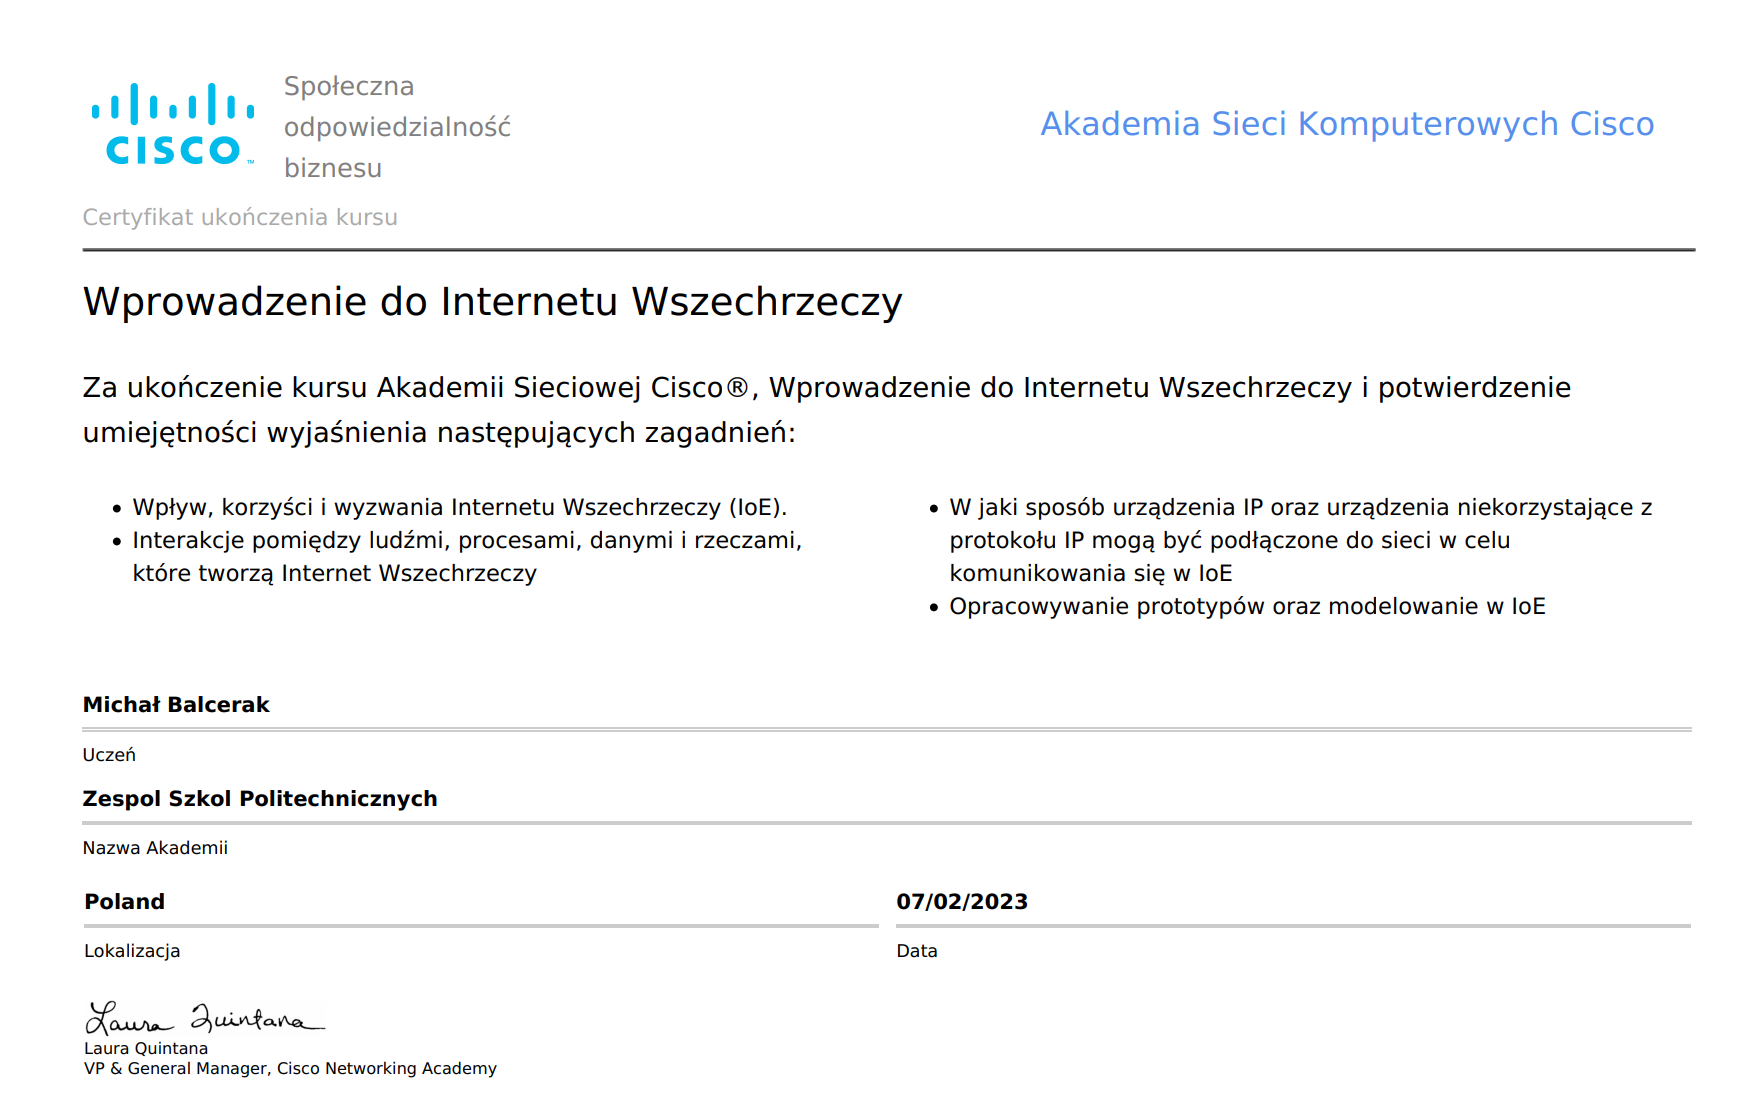 CISCO™
Społeczna
odpowiedzialność
biznesu
Akademia Sieci Komputerowych Cisco
Certyfikat ukończenia kursu
Wprowadzenie do Internetu Wszechrzeczy
Za ukończenie kursu Akademii Sieciowej Cisco®, Wprowadzenie do Internetu Wszechrzeczy i potwierdzenie
umiejętności wyjaśnienia następujących zagadnień:
• Wpływ, korzyści i wyzwania Internetu Wszechrzeczy (IoE).
• Interakcje pomiędzy ludźmi, procesami, danymi i rzeczami,
które tworzą Internet Wszechrzeczy
• W jaki sposób urządzenia IP oraz urządzenia niekorzystające z
protokołu IP mogą być podłączone do sieci w celu
komunikowania się w IoE
• Opracowywanie prototypów oraz modelowanie w IoE
Michał Balcerak
Uczeń
Zespol Szkol Politechnicznych
Nazwa Akademii
Poland
Lokalizacja
07/02/2023
Data
Laura Quintana
Laura Quintana
VP & General Manager, Cisco Networking Academy